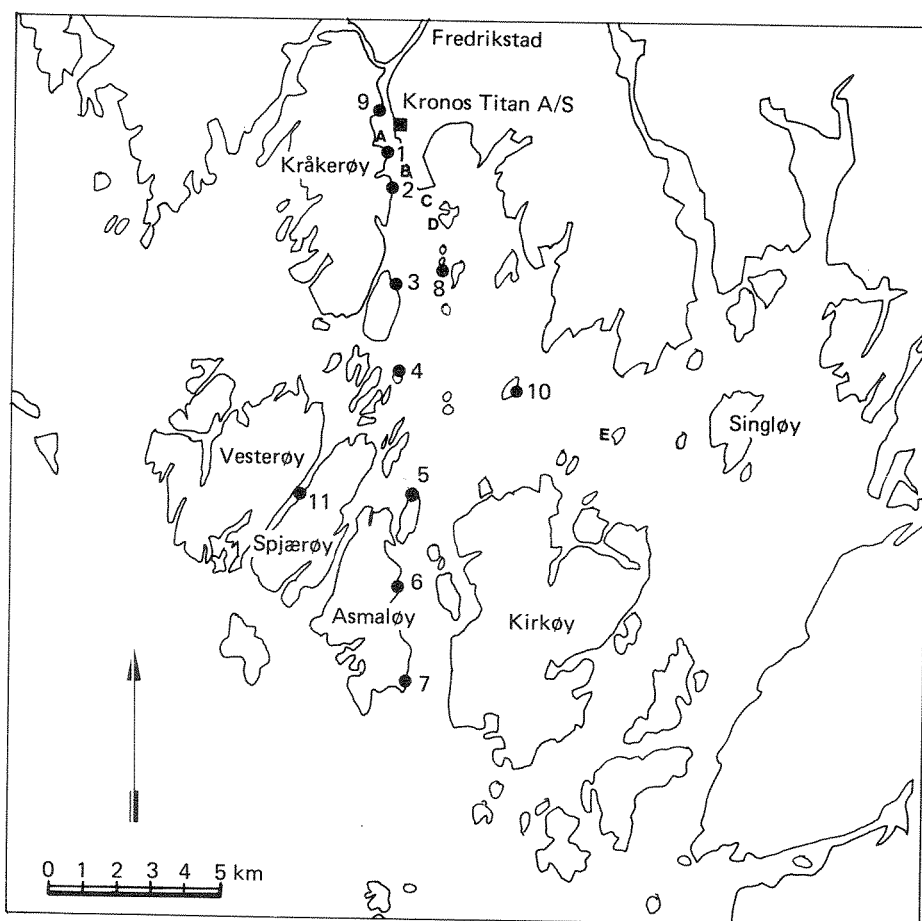 Fredrikstad
9
Kronos Titan A/S
A
1
Kråkerøy
B
2
C
D
3
8
4
10
Singløy
E
Vesterøy
5
11
Spjærøy
6
Asmaløy
Kirkøy
7
0 1 2 3 4 5 km